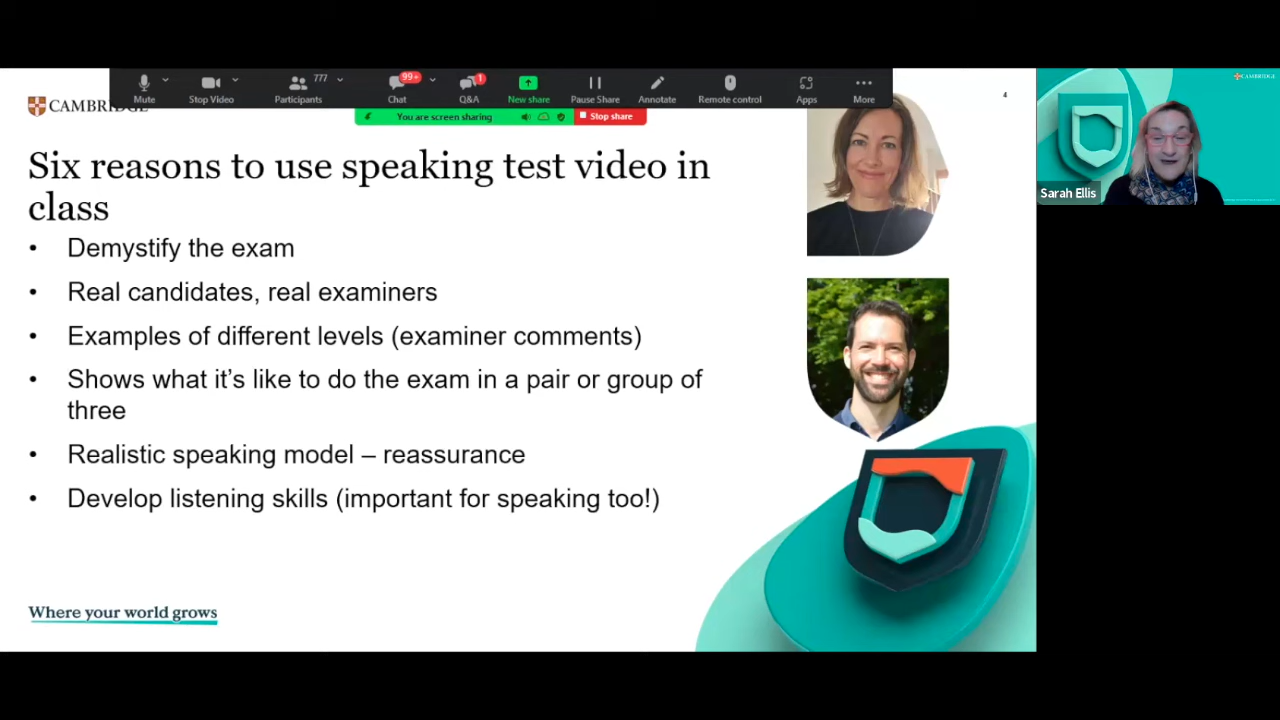 777
99+
1
Mute
Stop Video
Participants
Chat
Q&A
New share
Pause Share
Annotate
Remote control
Apps
More
You are screen sharing
Stop share
CAMBRIDGE
4
CAMBRIDGE
Sarah Ellis
Six reasons to use speaking test video in
class
• Demystify the exam
• Real candidates, real examiners
• Examples of different levels (examiner comments)
• Shows what it’s like to do the exam in a pair or group of
three
• Realistic speaking model – reassurance
• Develop listening skills (important for speaking too!)
Where your world grows